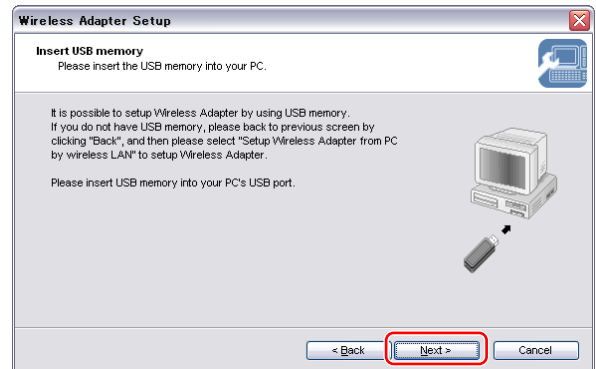 Wireless Adapter Setup
Insert USB memory
Please insert the USB memory into your PC.
It is possible to setup Wireless Adapter by using USB memory.
If you do not have USB memory, please back to previous screen by
clicking "Back", and then please select "Setup Wireless Adapter from PC
by wireless LAN" to setup Wireless Adapter.
Please insert USB memory into your PC's USB port.
< Back
Next >
Cancel